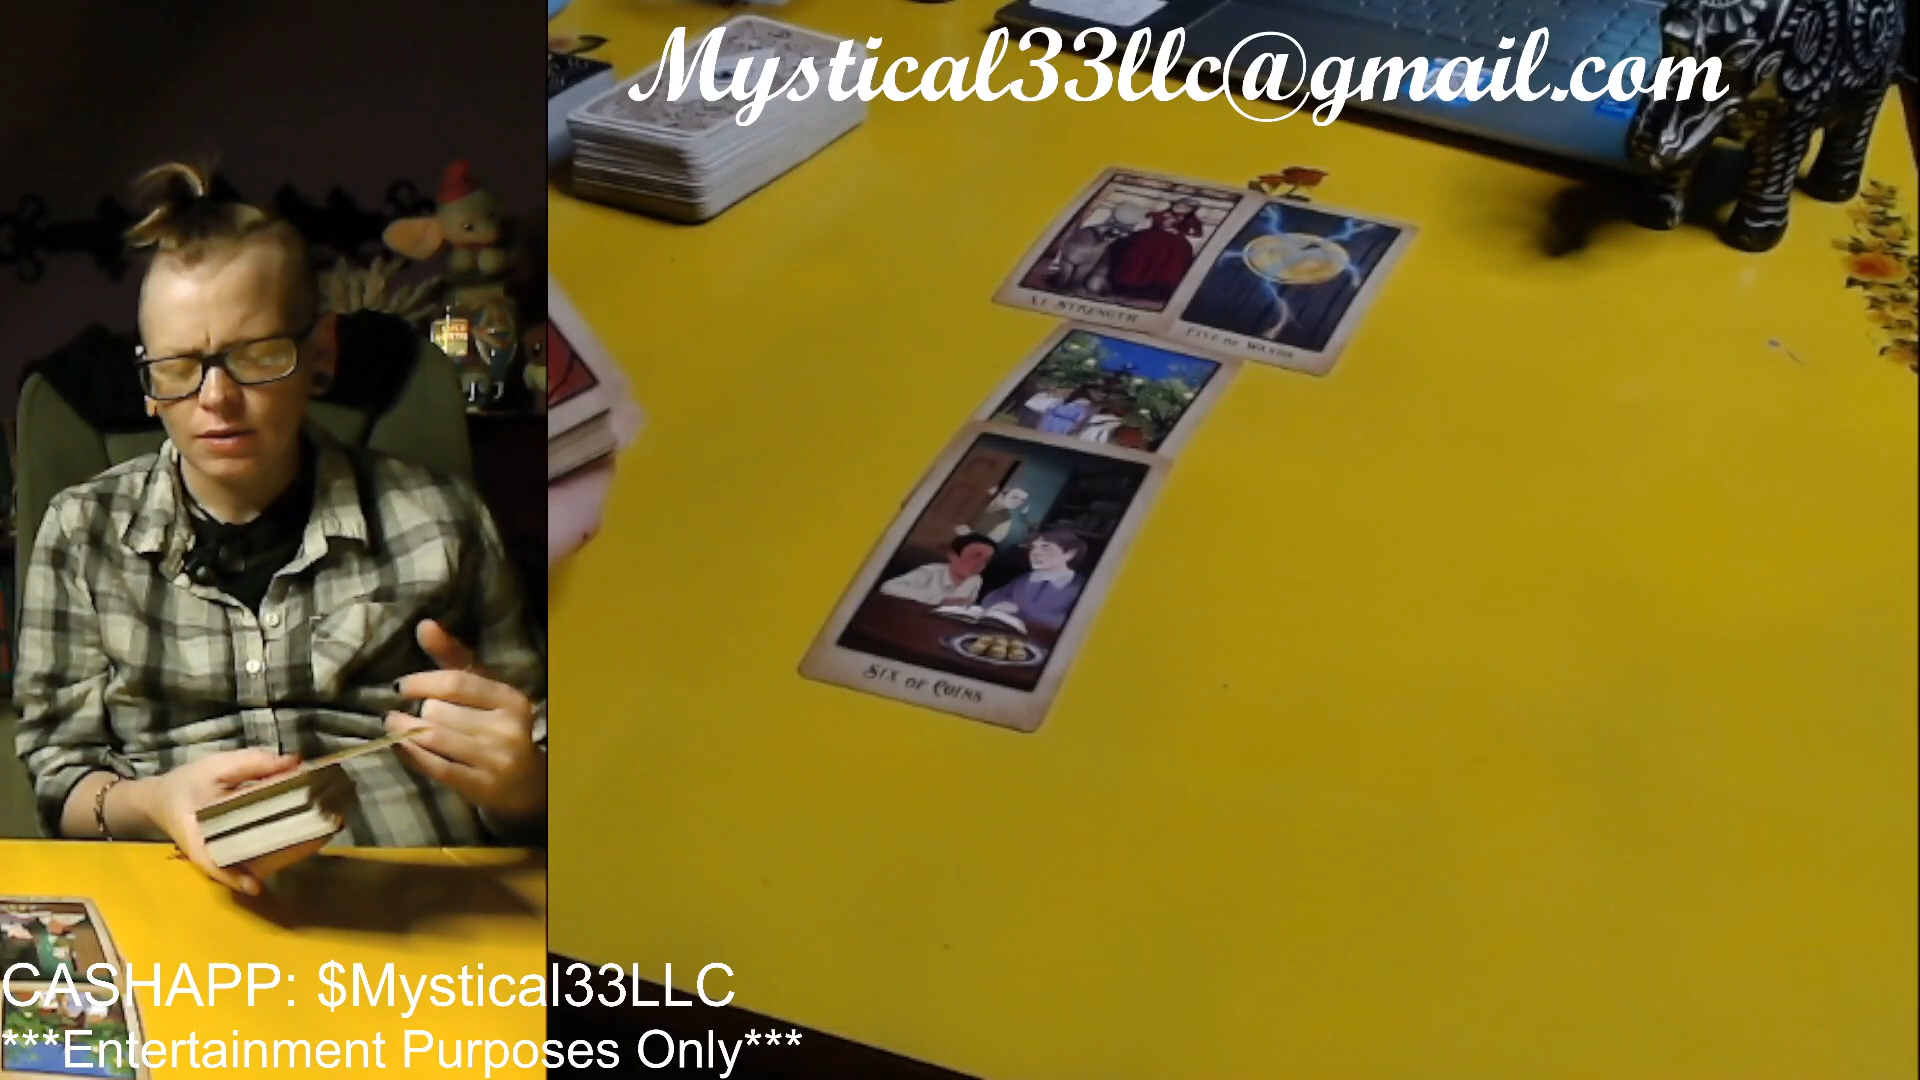 Mystical33llc@gmail.com
XI STRENGTH
FIVE OF WANDS
SIX OF COINS
CASHAPP: $Mystical33LLC
***Entertainment Purposes Only***